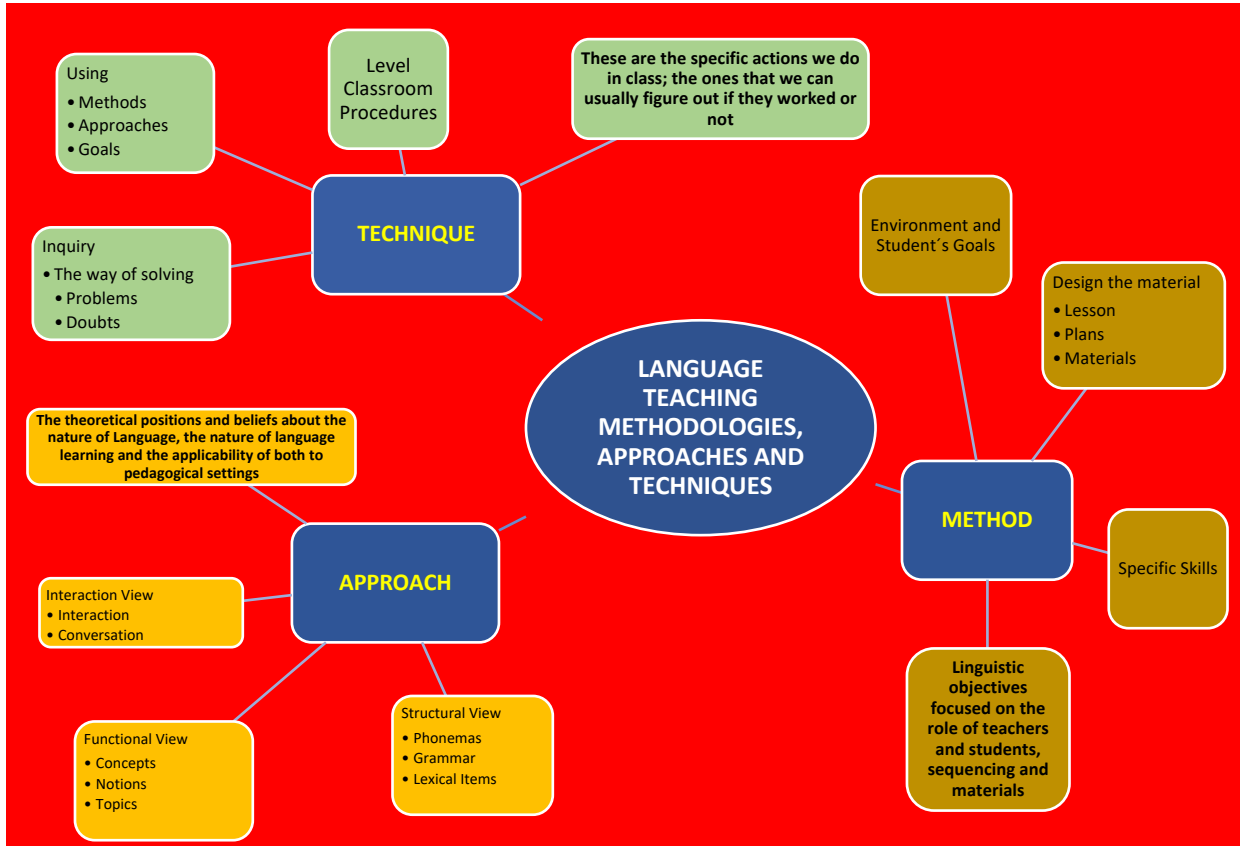 Using
• Methods
• Approaches
• Goals
Level
Classroom
Procedures
These are the specific actions we do
in class; the ones that we can
usually figure out if they worked or
not
TECHNIQUE
Inquiry
• The way of solving
• Problems
• Doubts
Environment and
Student´s Goals
Design the material
• Lesson
• Plans
• Materials
LANGUAGE
TEACHING
METHODOLOGIES,
APPROACHES AND
TECHNIQUES
The theoretical positions and beliefs about the
nature of Language, the nature of language
learning and the applicability of both to
pedagogical settings
METHOD
APPROACH
Specific Skills
Interaction View
• Interaction
• Conversation
Linguistic
objectives
focused on the
role of teachers
and students,
sequencing and
materials
Structural View
• Phonemas
• Grammar
• Lexical Items
Functional View
• Concepts
• Notions
• Topics